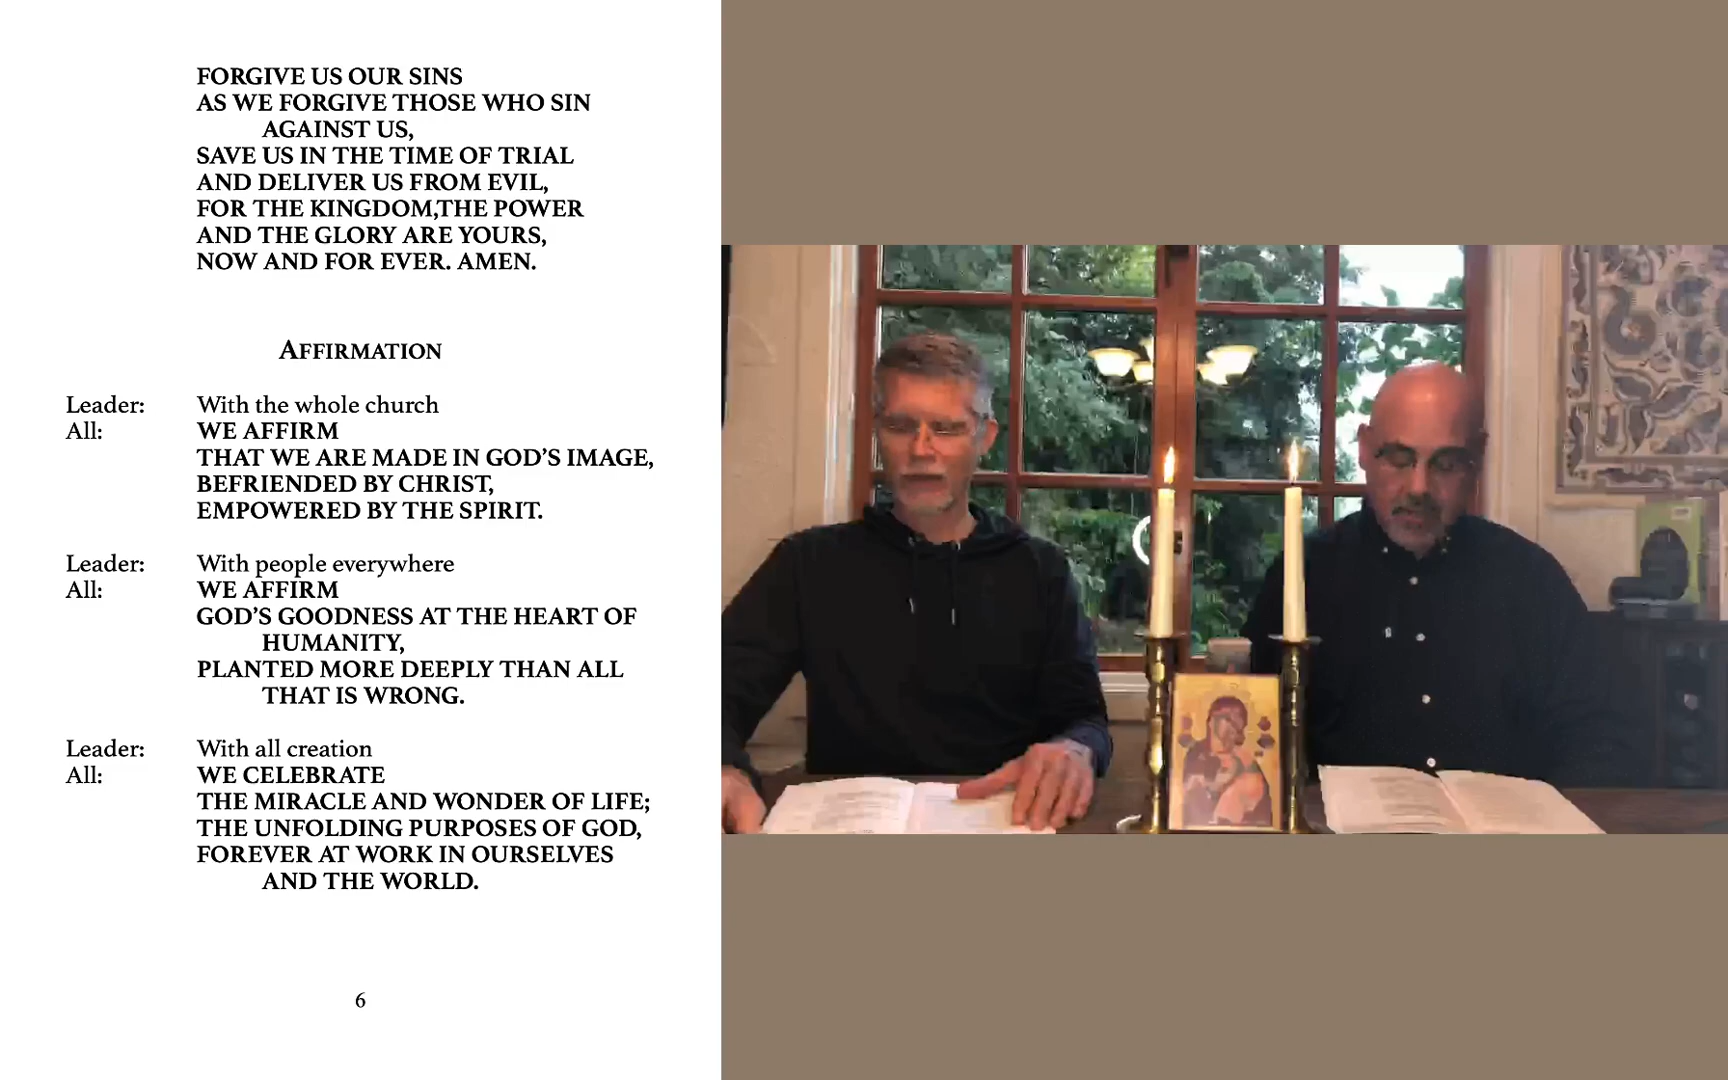 FORGIVE US OUR SINS
AS WE FORGIVE THOSE WHO SIN
AGAINST US,
SAVE US IN THE TIME OF TRIAL
AND DELIVER US FROM EVIL,
FOR THE KINGDOM,THE POWER
AND THE GLORY ARE YOURS,
NOW AND FOR EVER. AMEN.
AFFIRMATION
Leader: With the whole church
All: WE AFFIRM
THAT WE ARE MADE IN GOD’S IMAGE,
BEFRIENDED BY CHRIST,
EMPOWERED BY THE SPIRIT.
Leader: With people everywhere
All: WE AFFIRM
GOD’S GOODNESS AT THE HEART OF
HUMANITY,
PLANTED MORE DEEPLY THAN ALL
THAT IS WRONG.
Leader: With all creation
All: WE CELEBRATE
THE MIRACLE AND WONDER OF LIFE;
THE UNFOLDING PURPOSES OF GOD,
FOREVER AT WORK IN OURSELVES
AND THE WORLD.
6